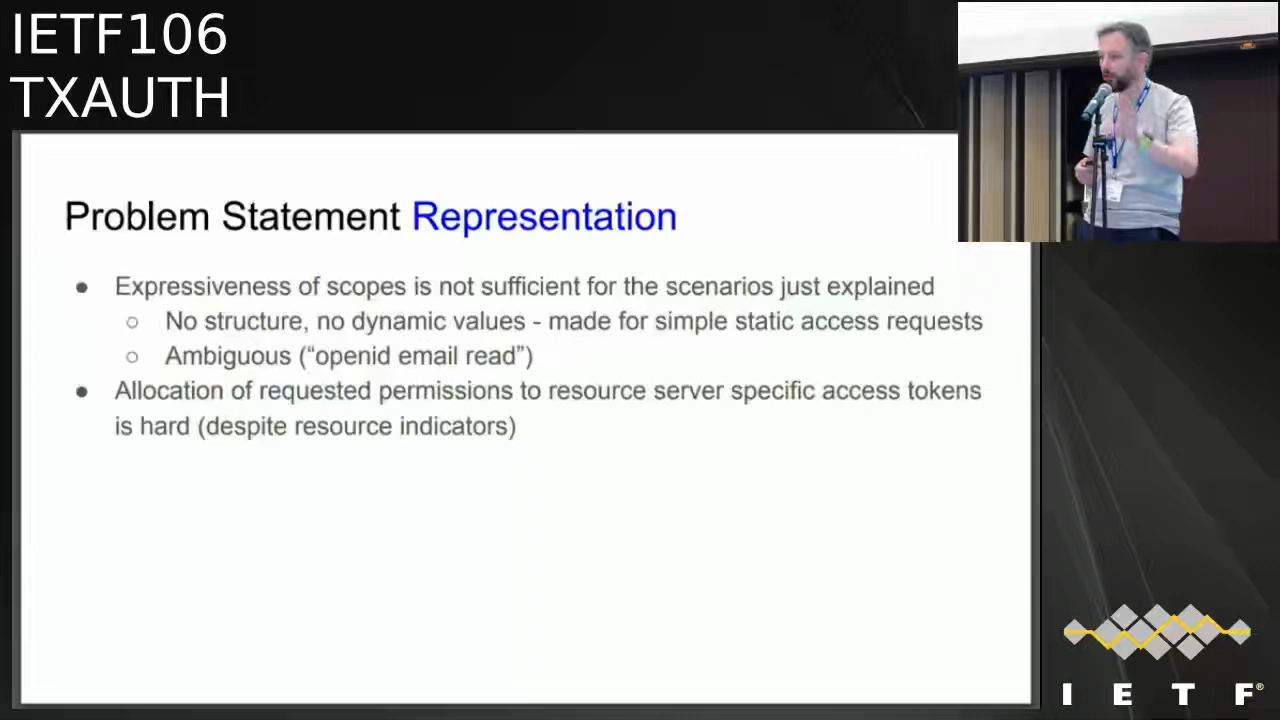 IETF106
TXAUTH
Problem Statement Representation
● Expressiveness of scopes is not sufficient for the scenarios just explained
○ No structure, no dynamic values - made for simple static access requests
○ Ambiguous (“openid email read”)
● Allocation of requested permissions to resource server specific access tokens
is hard (despite resource indicators)
I E T F®